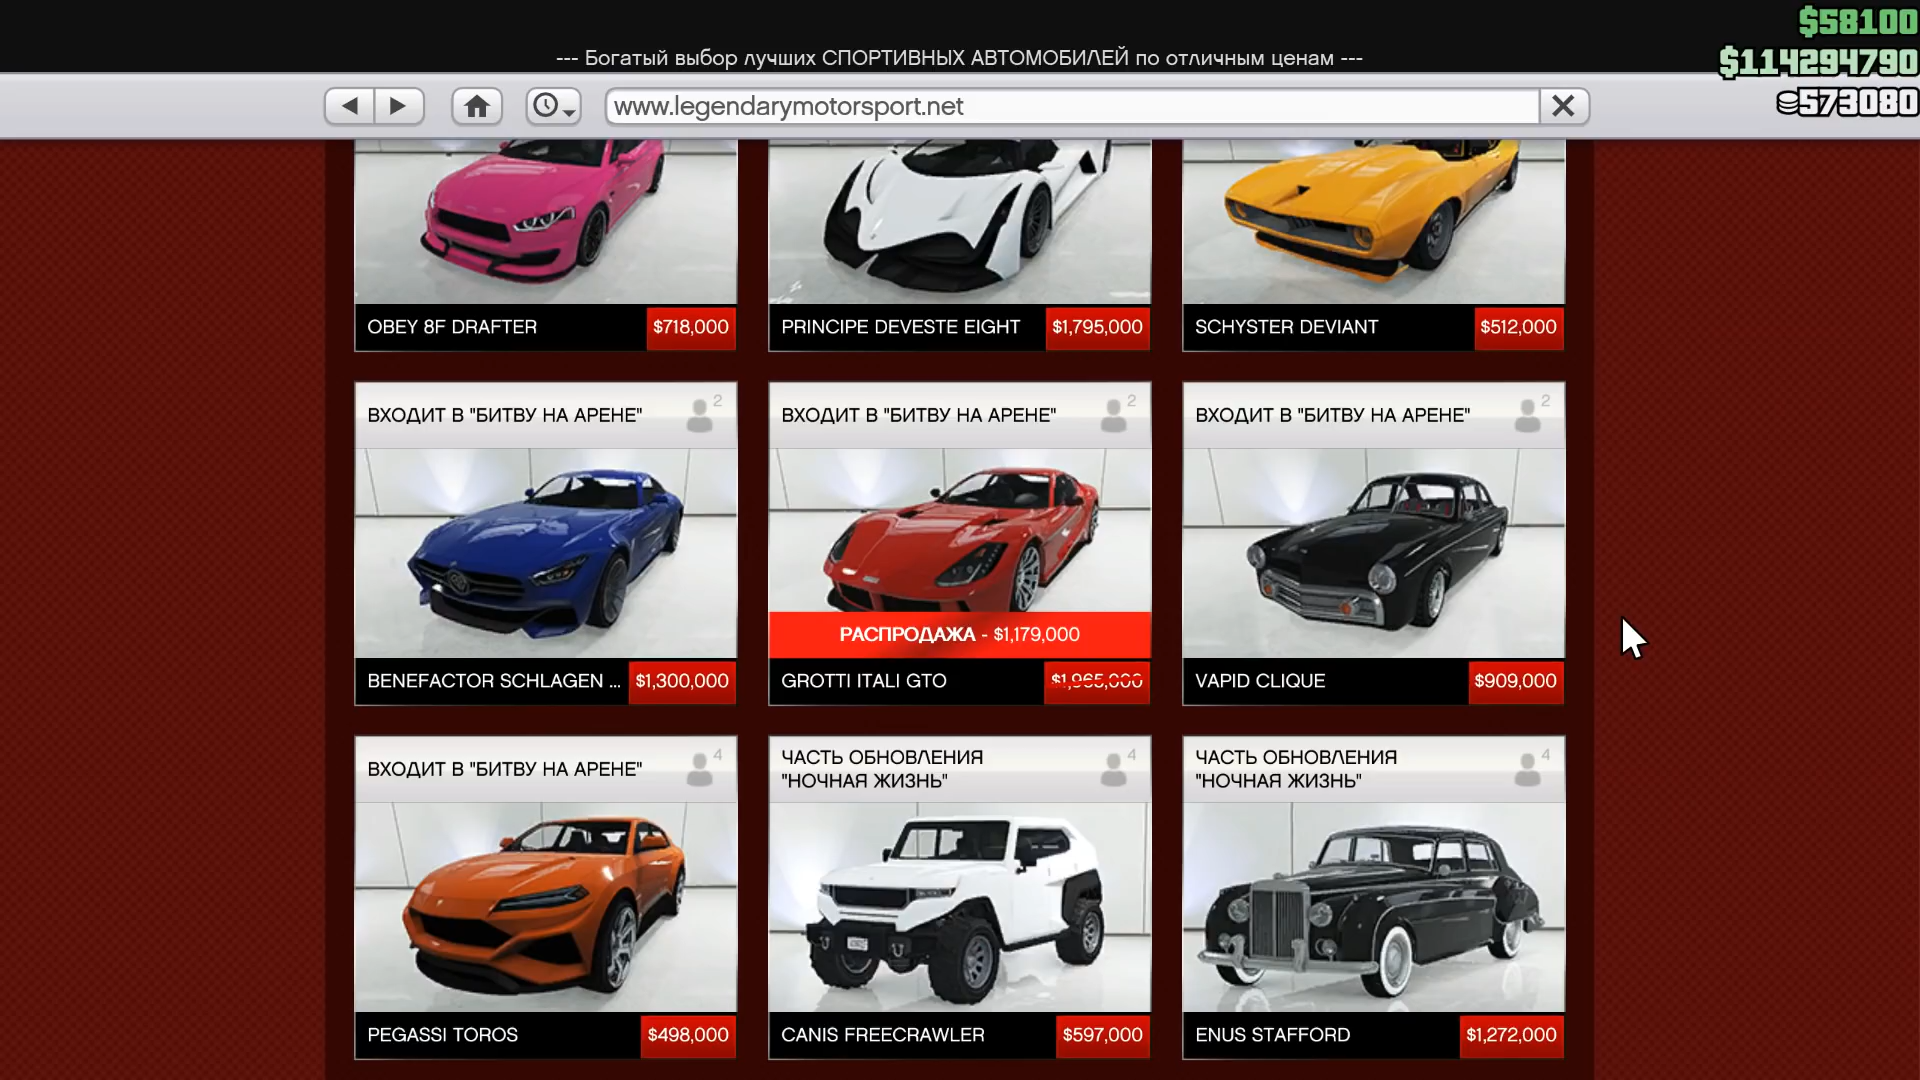 $58100
--- Богатый выбор лучших СПОРТИВНЫХ АВТОМОБИЛЕЙ по отличным ценам ---
$114294790
www.legendarymotorsport.net
573080
OBEY 8F DRAFTER
$718,000
PRINCIPE DEVESTE EIGHT
$1,795,000
SCHYSTER DEVIANT
$512,000
ВХОДИТ В "БИТВУ НА АРЕНЕ"
2
ВХОДИТ В "БИТВУ НА АРЕНЕ"
2
ВХОДИТ В "БИТВУ НА АРЕНЕ"
2
РАСПРОДАЖА - $1,179,000
BENEFACTOR SCHLAGEN ...
$1,300,000
GROTTI ITALI GTO
$1,965,000
VAPID CLIQUE
$909,000
ВХОДИТ В "БИТВУ НА АРЕНЕ"
4
ЧАСТЬ ОБНОВЛЕНИЯ
"НОЧНАЯ ЖИЗНЬ"
4
ЧАСТЬ ОБНОВЛЕНИЯ
"НОЧНАЯ ЖИЗНЬ"
4
PEGASSI TOROS
$498,000
CANIS FREECRAWLER
$597,000
ENUS STAFFORD
$1,272,000